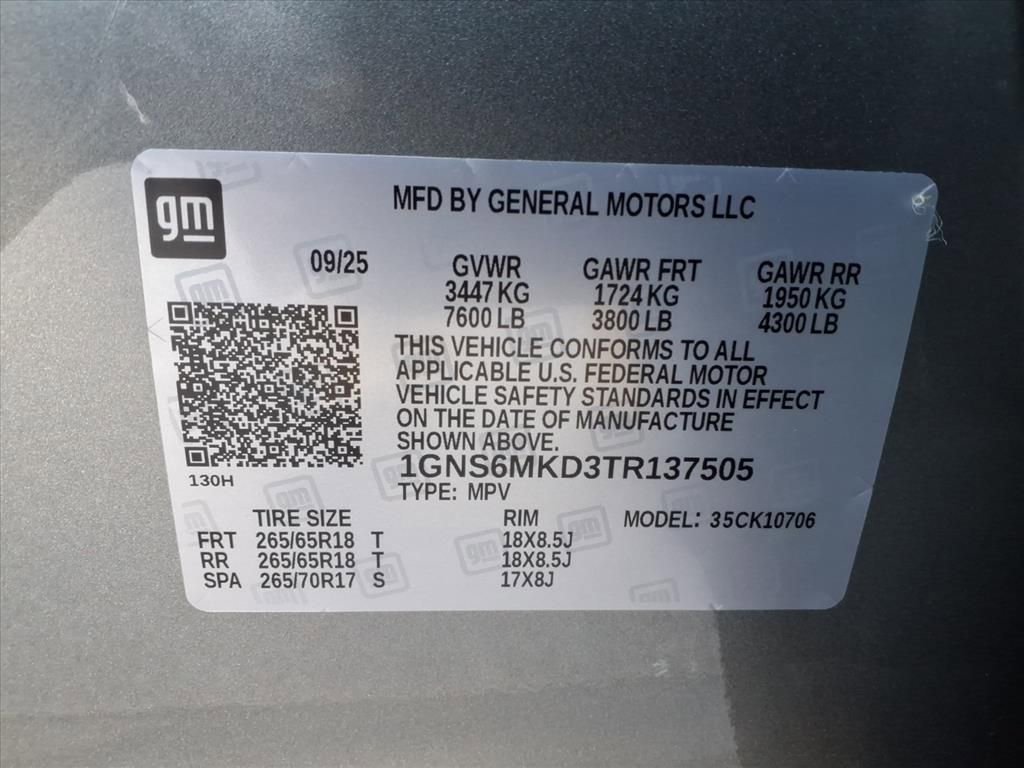 gm
MFD BY GENERAL MOTORS LLC
09/25 GVWR GAWR FRT GAWR RR
3447 KG 1724 KG 1950 KG
7600 LB 3800 LB 4300 LB
THIS VEHICLE CONFORMS TO ALL
APPLICABLE U.S. FEDERAL MOTOR
VEHICLE SAFETY STANDARDS IN EFFECT
ON THE DATE OF MANUFACTURE
SHOWN ABOVE.
1GNS6MKD3TR137505
130H
TYPE: MPV
TIRE SIZE RIM MODEL: 35CK10706
FRT 265/65R18 T 18X8.5J
RR 265/65R18 T 18X8.5J
SPA 265/70R17 S 17X8J